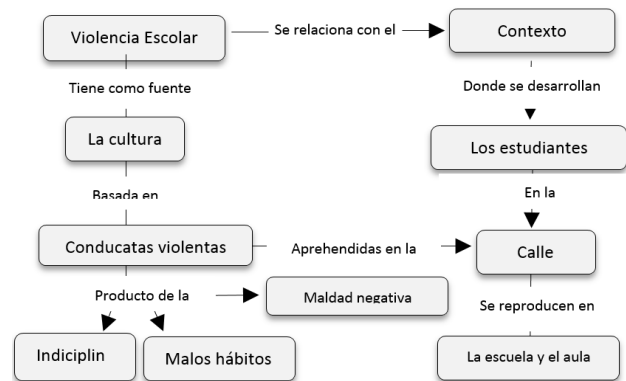 Violencia Escolar
Se relaciona con el
Contexto
Tiene como fuente
Donde se desarrollan
La cultura
Los estudiantes
Basada en
En la
Conducatas violentas
Aprehendidas en la
Calle
Producto de la
Maldad negativa
Se reproducen en
Indiciplin
Malos hábitos
La escuela y el aula